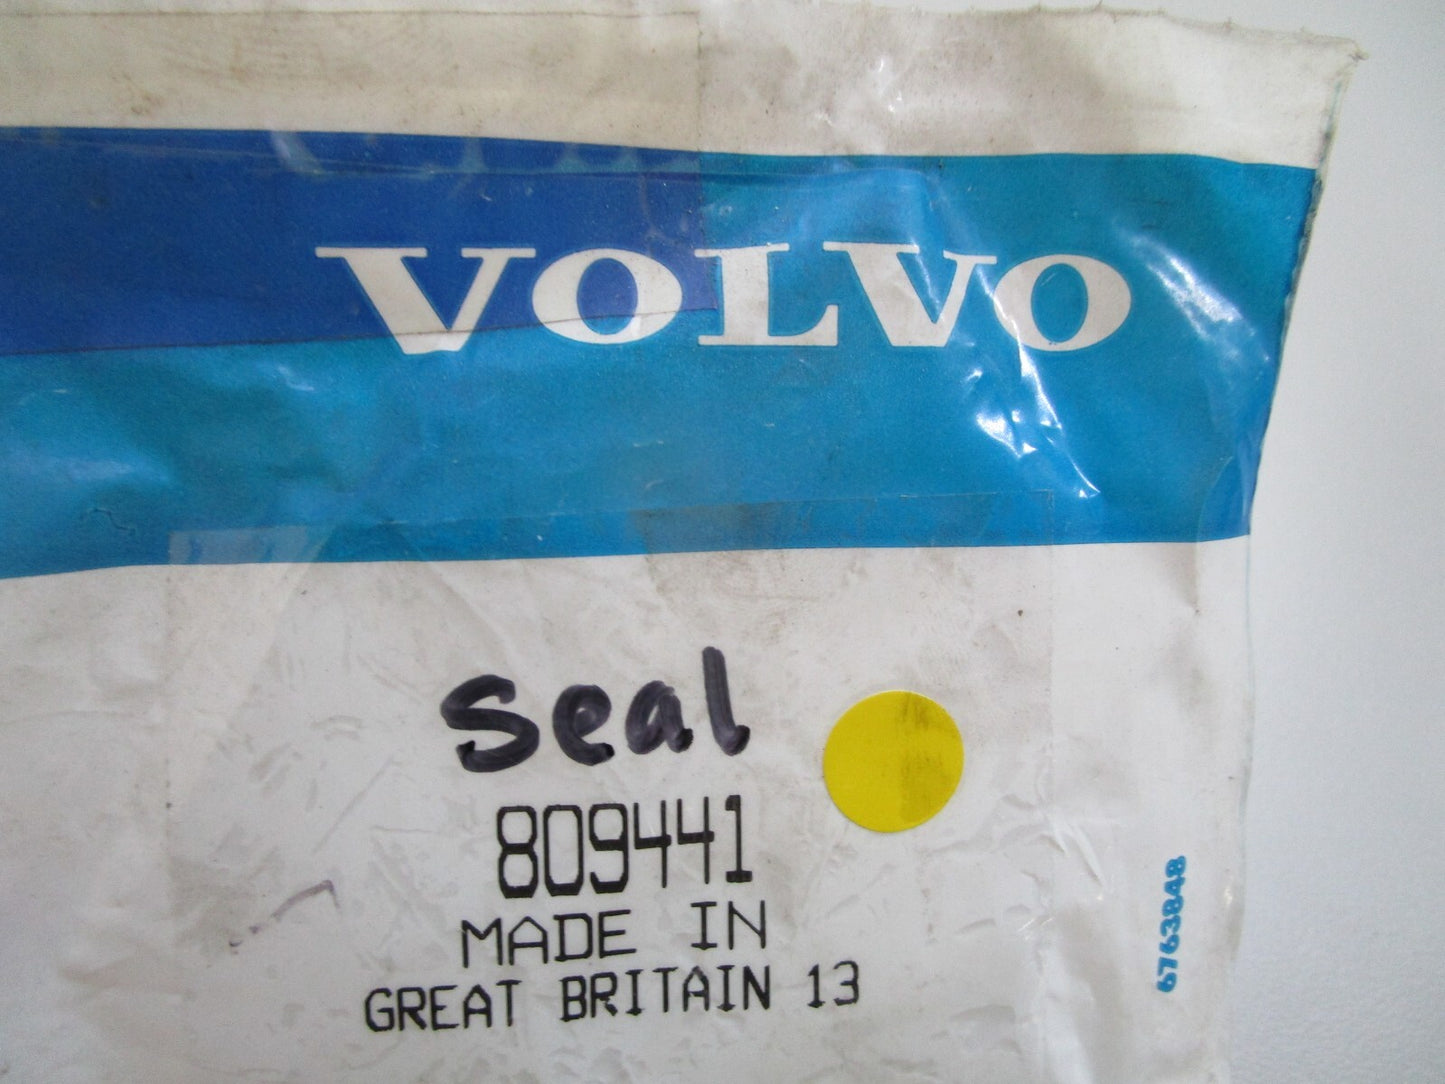 VOLVO
seal
809441
MADE IN
GREAT BRITAIN 13
6763848